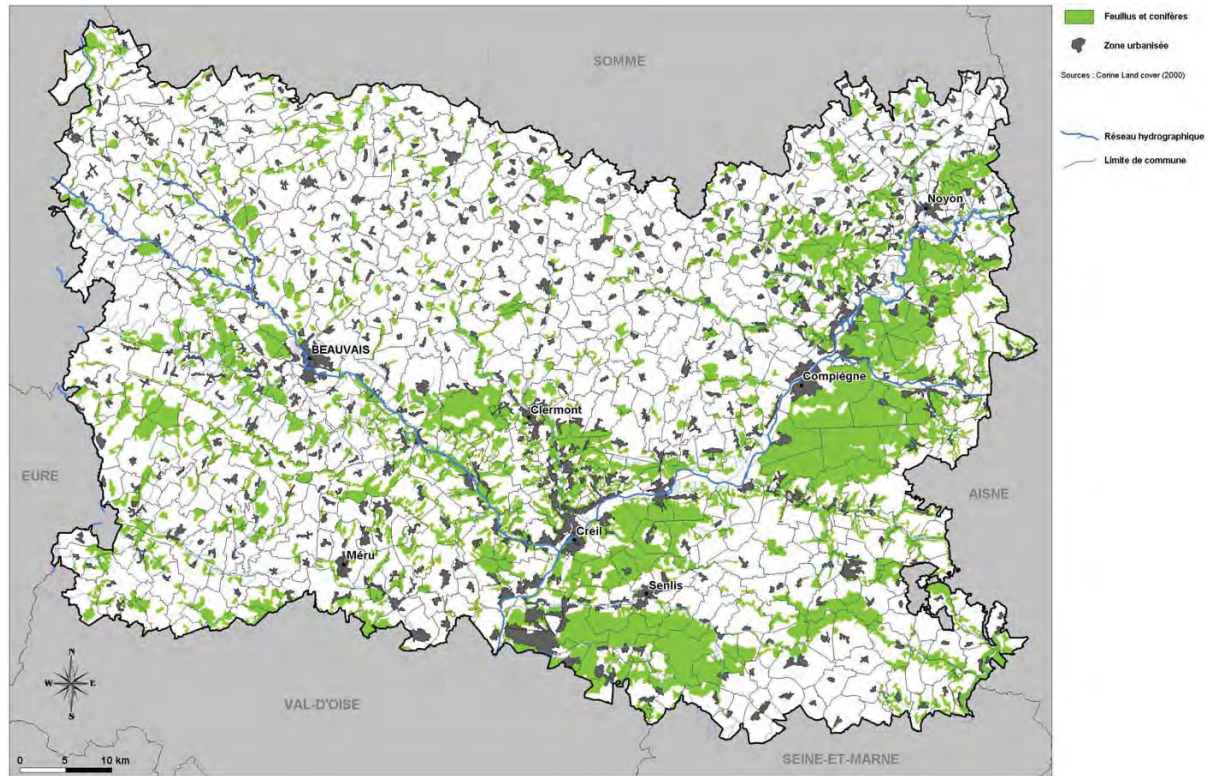 SOMME
Feuillus et conifères
Zone urbanisée
Sources : Corine Land cover (2000)
Réseau hydrographique
Limite de commune
Noyon
BEAUVAIS
Compiègne
Clermont
EURE
AISNE
Creil
Méru
Senlis
N
W E
S
VAL-D'OISE
SEINE-ET-MARNE
0 5 10 km